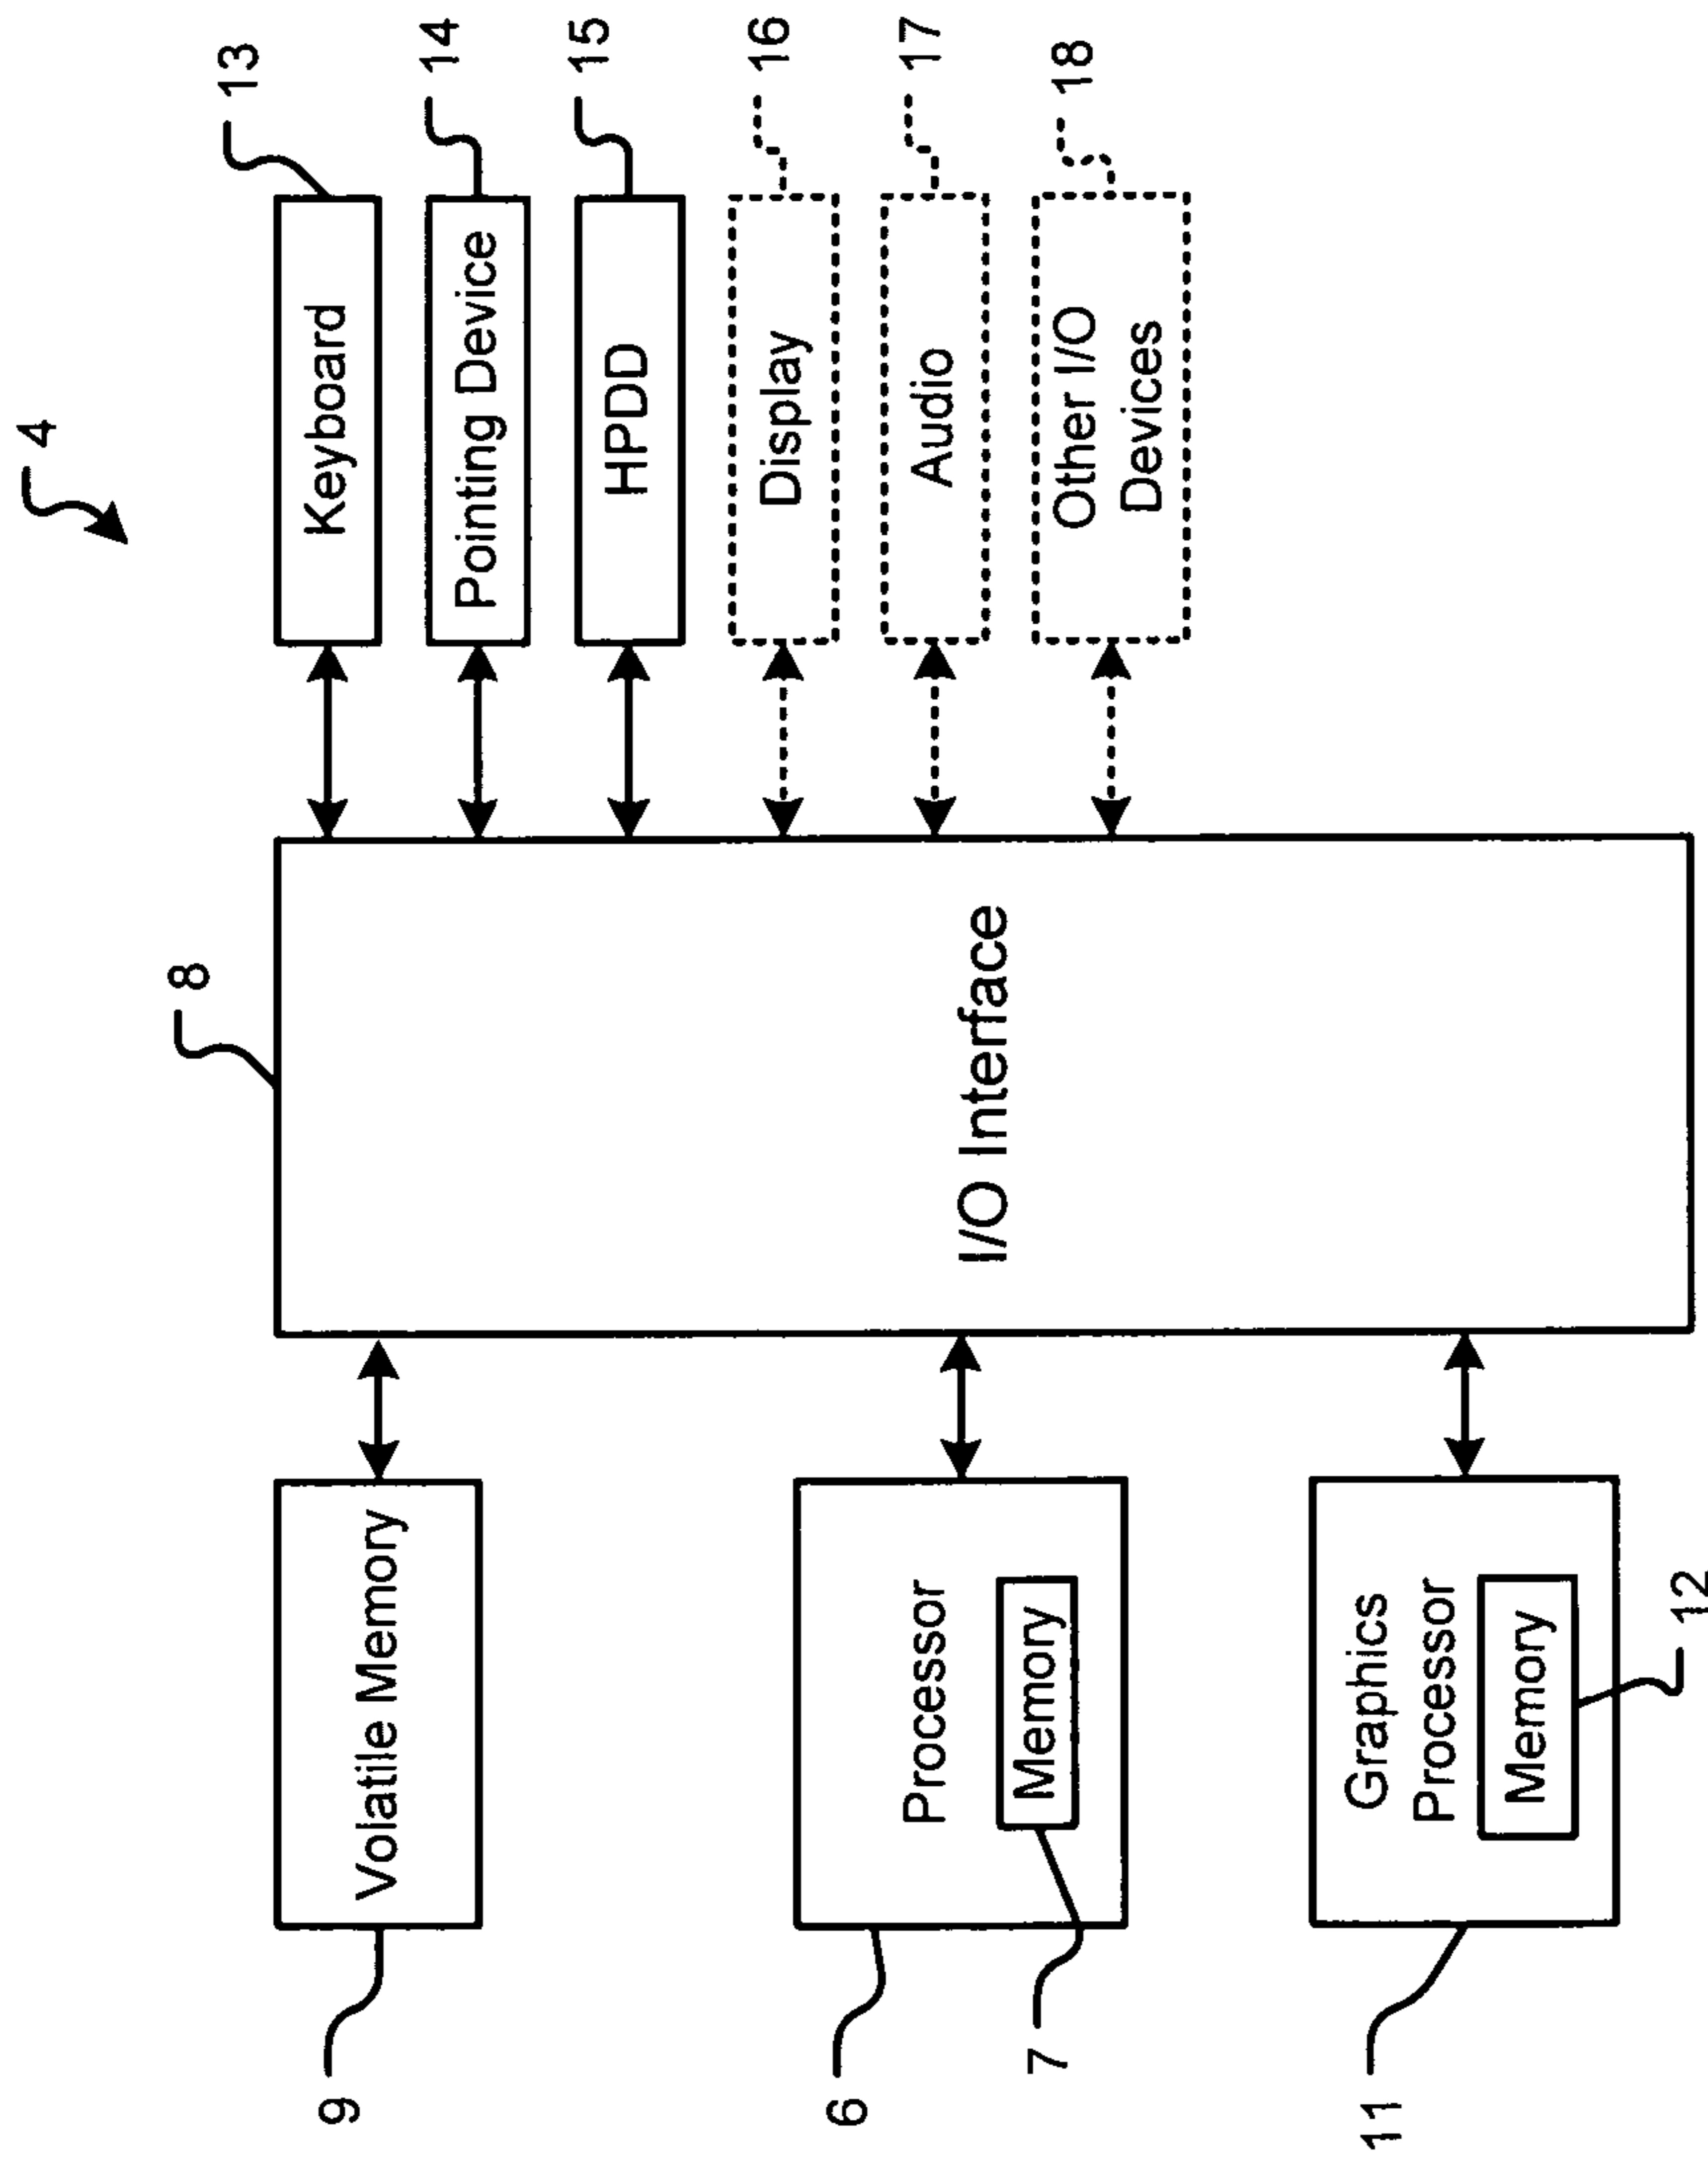 4
9
Volatile Memory
8
I/O Interface
Keyboard
13
Pointing Device
14
HPDD
15
6
Processor
Memory
7
Display
16
Audio
17
Other I/O
Devices
18
11
Graphics
Processor
Memory
12